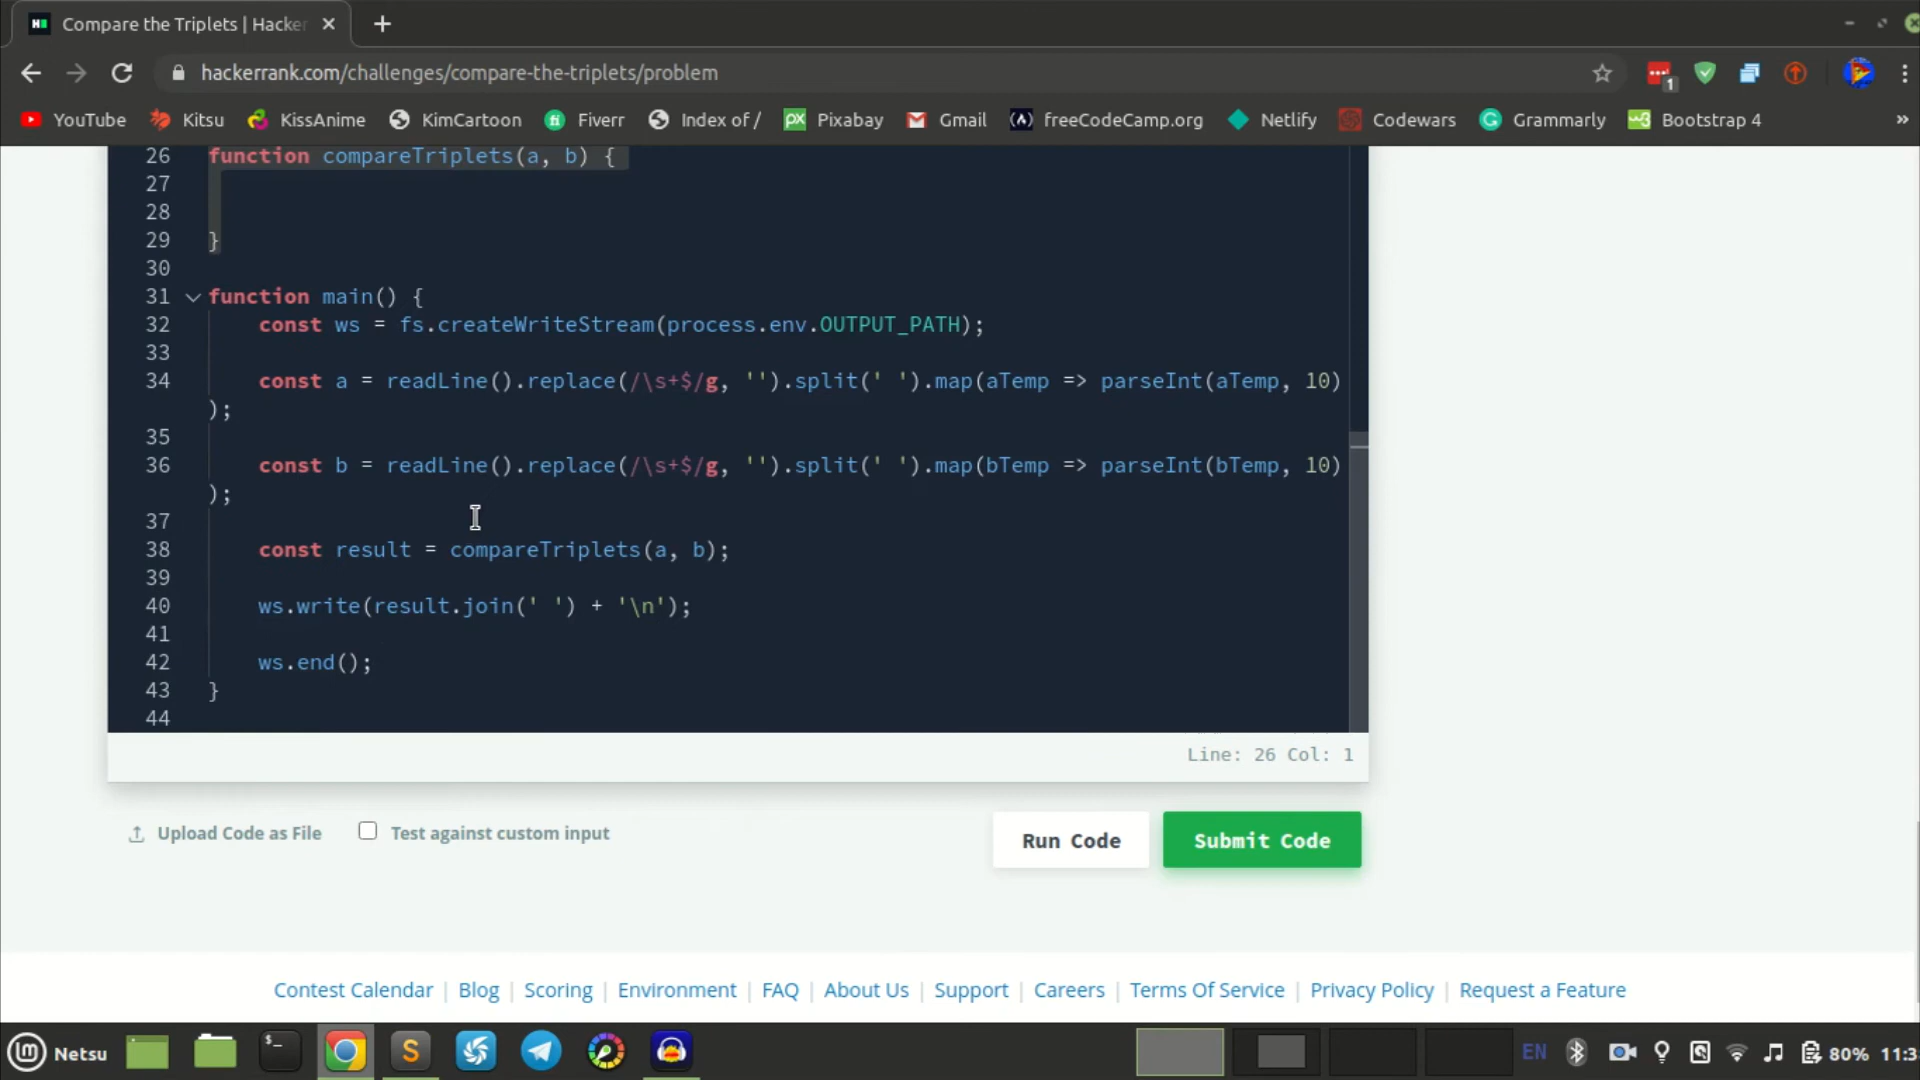 Compare the Triplets | Hacker
hackerrank.com/challenges/compare-the-triplets/problem
1
YouTube Kitsu KissAnime KimCartoon Fiverr Index of / Pixabay Gmail freeCodeCamp.org Netlify Codewars Grammarly Bootstrap 4 »
26 function compareTriplets(a, b) {
27
28
29 }
30
31 function main() {
32 const ws = fs.createWriteStream(process.env.OUTPUT_PATH);
33
34 const a = readLine().replace(/\s+$/g, '').split(' ').map(aTemp => parseInt(aTemp, 10)
);
35
36 const b = readLine().replace(/\s+$/g, '').split(' ').map(bTemp => parseInt(bTemp, 10)
);
37
38 const result = compareTriplets(a, b);
39
40 ws.write(result.join(' ') + '\n');
41
42 ws.end();
43 }
44
Line: 26 Col: 1
Upload Code as File Test against custom input Run Code Submit Code
Contest Calendar | Blog | Scoring | Environment | FAQ | About Us | Support | Careers | Terms Of Service | Privacy Policy | Request a Feature
Netsu EN 80% 11:3